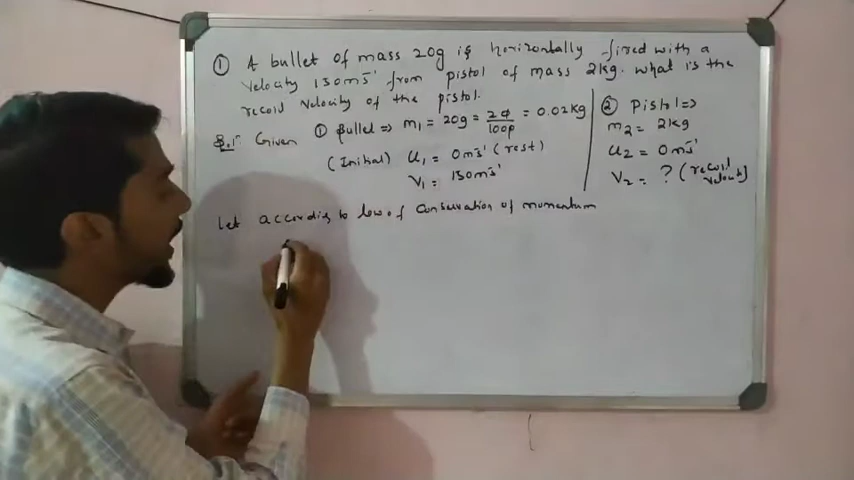 ① A bullet of mass 20g is horizontally fired with a
velocity 150ms⁻¹ from pistol of mass 2kg. what is the
recoil velocity of the pistol.
Given ① Bullet => m₁ = 20g = 20/1000 = 0.02kg
(Initial) u₁ = 0ms⁻¹ (rest)
v₁ = 150ms⁻¹
② Pistol =>
m₂ = 2kg
u₂ = 0ms⁻¹
v₂ = ? (recoil velocity)
Let according to law of Conservation of momentum